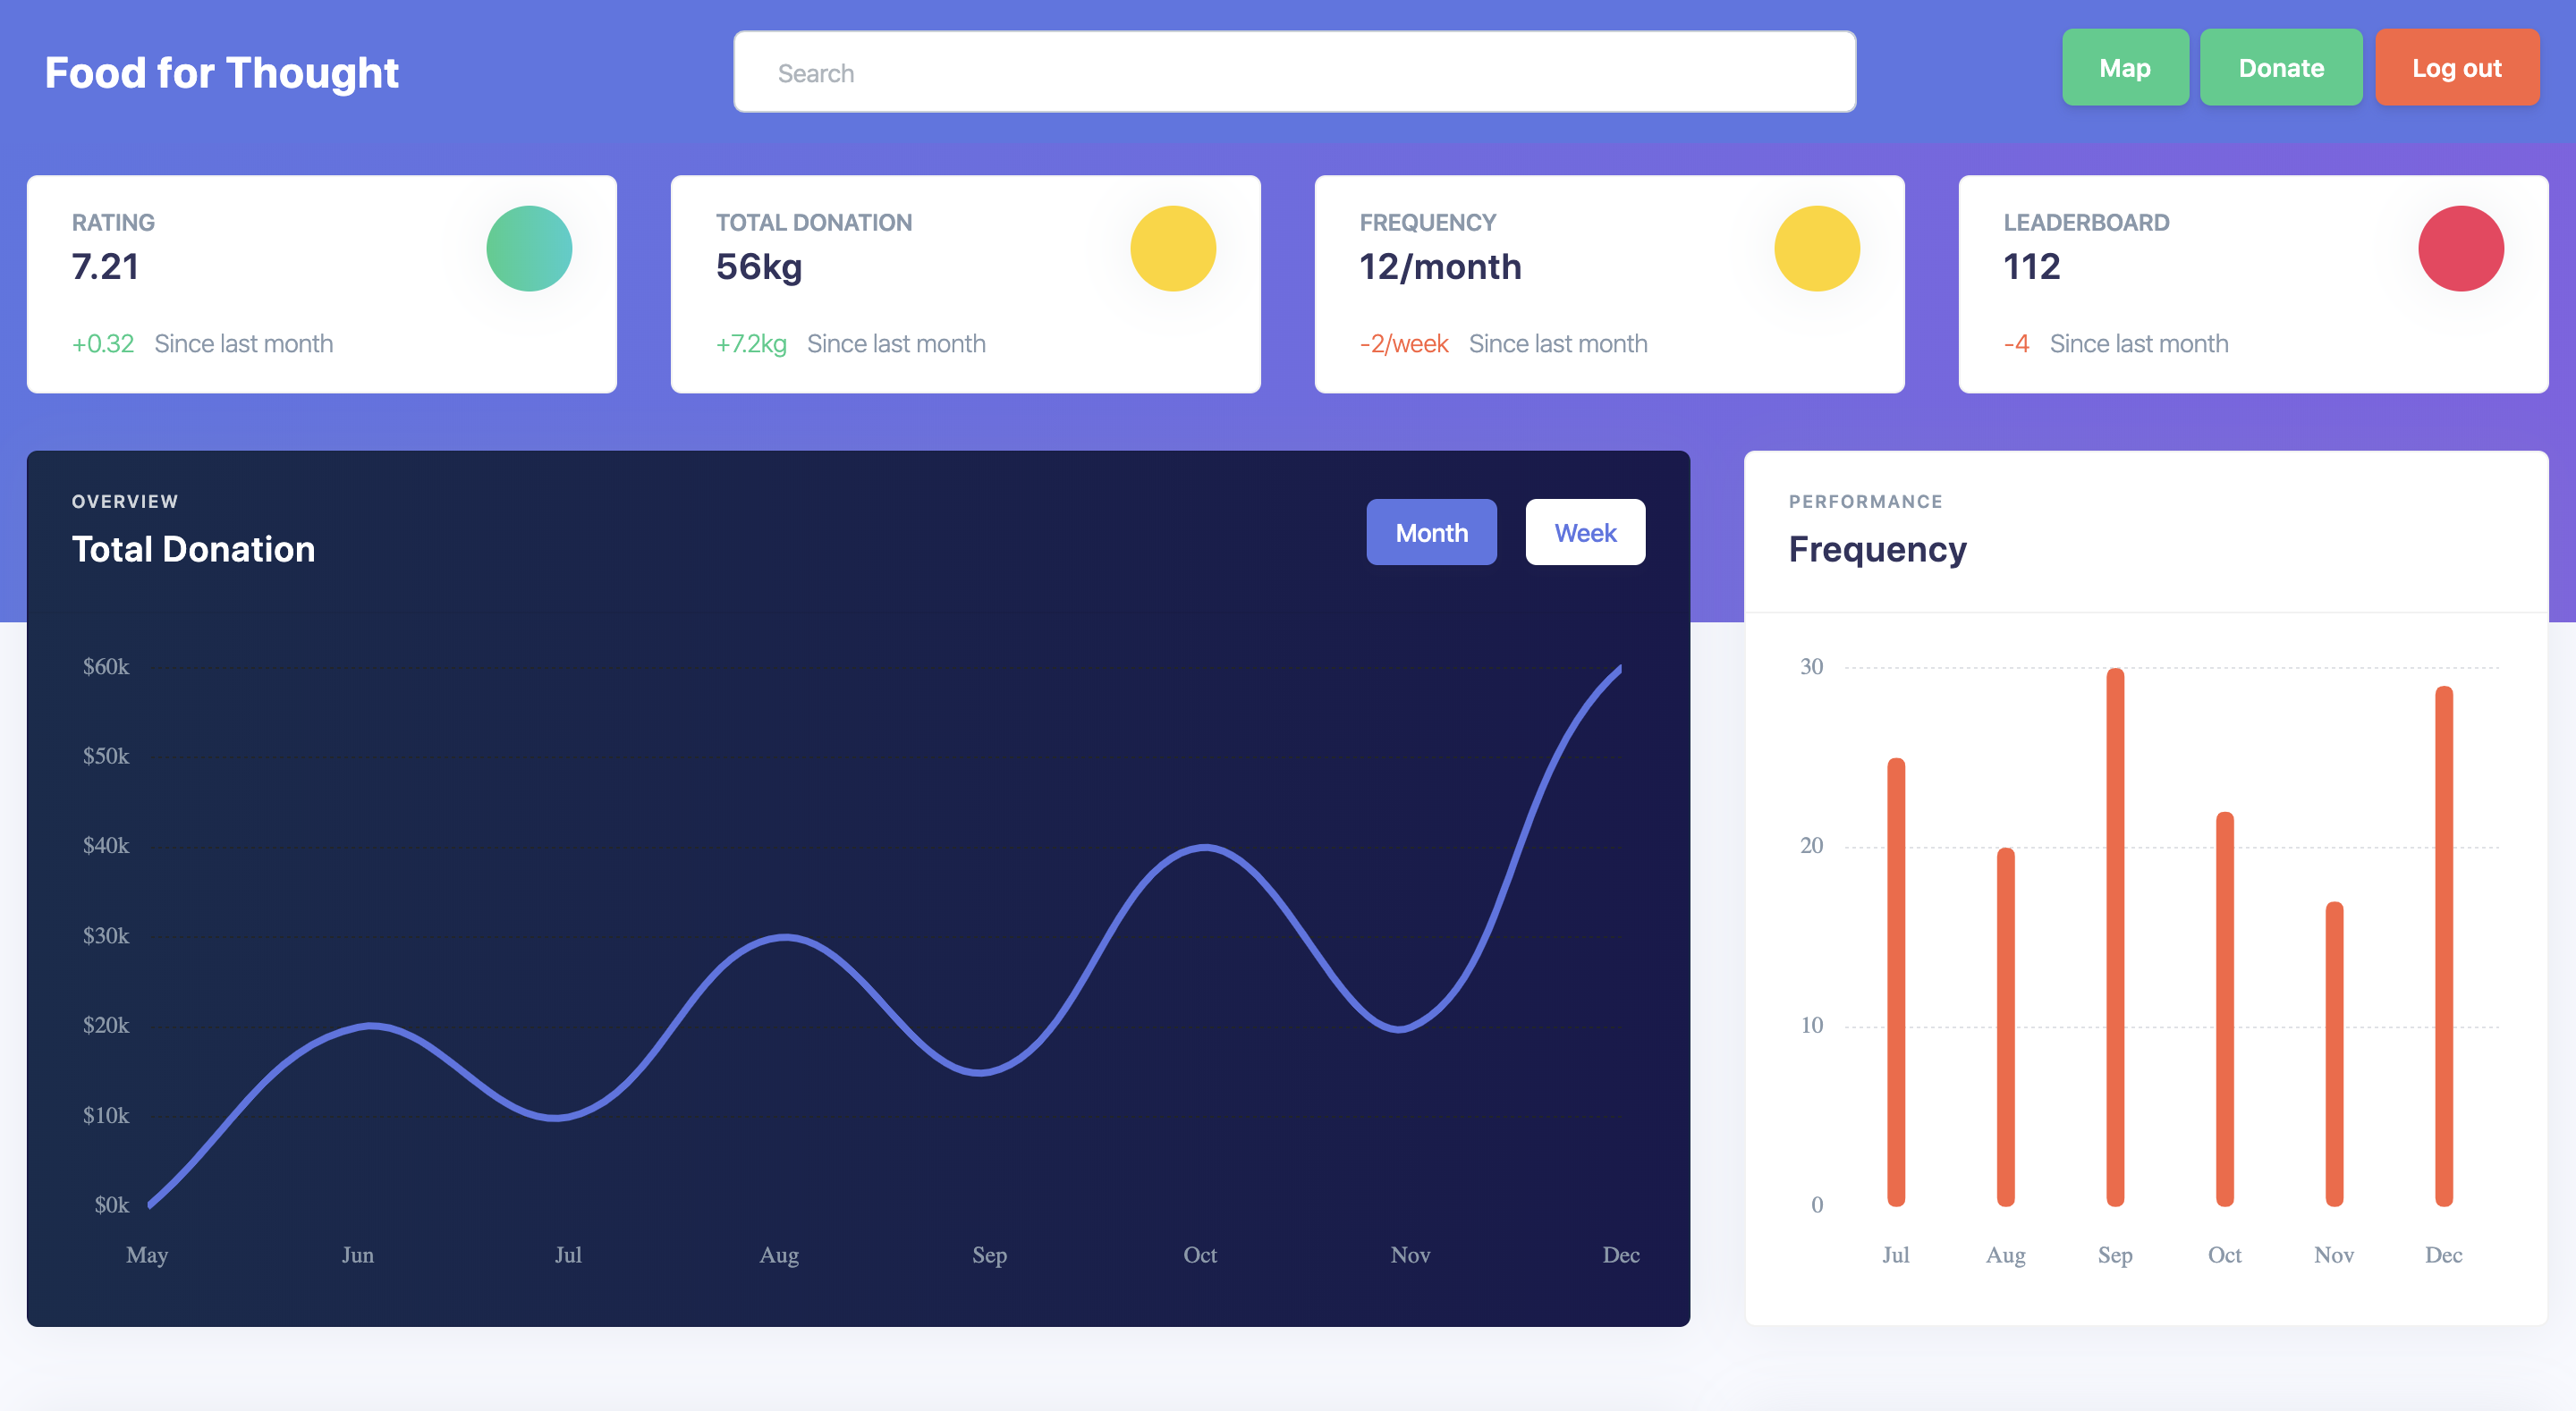 Food for Thought
Search
Map
Donate
Log out
RATING
7.21
+0.32 Since last month
TOTAL DONATION
56kg
+7.2kg Since last month
FREQUENCY
12/month
-2/week Since last month
LEADERBOARD
112
-4 Since last month
OVERVIEW
Total Donation
Month
Week
$60k
$50k
$40k
$30k
$20k
$10k
$0k
May Jun Jul Aug Sep Oct Nov Dec
PERFORMANCE
Frequency
30
20
10
0
Jul Aug Sep Oct Nov Dec